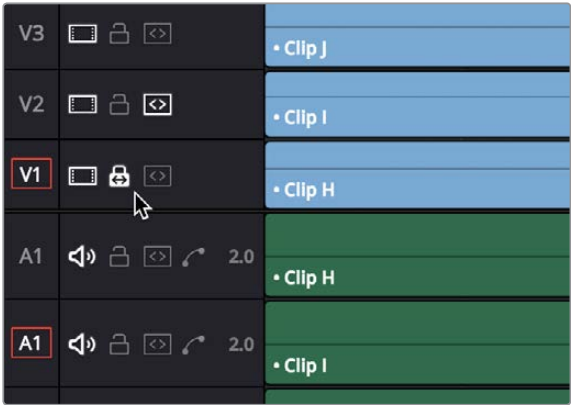 V3
• Clip J
V2
• Clip I
V1
• Clip H
A1 2.0
• Clip H
A1 2.0
• Clip I